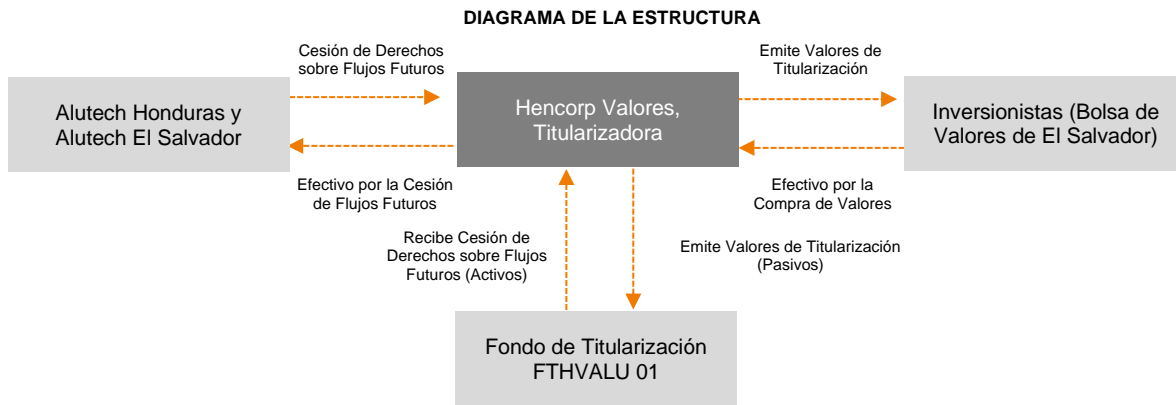 DIAGRAMA DE LA ESTRUCTURA
Cesión de Derechos
sobre Flujos Futuros
Emite Valores de
Titularización
Alutech Honduras y
Alutech El Salvador
Hencorp Valores,
Titularizadora
Inversionistas (Bolsa de
Valores de El Salvador)
Efectivo por la Cesión
de Flujos Futuros
Efectivo por la
Compra de Valores
Recibe Cesión de
Derechos sobre Flujos
Futuros (Activos)
Emite Valores de Titularización
(Pasivos)
Fondo de Titularización
FTHVALU 01